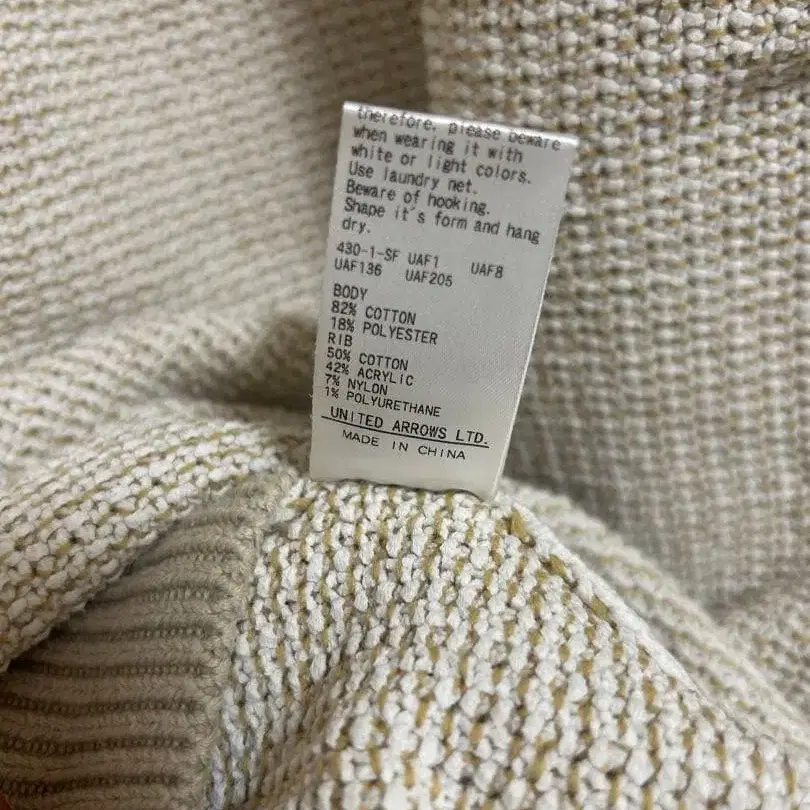 therefore, please beware
when wearing it with
white or light colors.
Use laundry net.
Beware of hooking.
Shape it's form and hang
dry.
430-1-SF UAF1 UAF8
UAF136 UAF205
BODY
82% COTTON
18% POLYESTER
RIB
50% COTTON
42% ACRYLIC
7% NYLON
1% POLYURETHANE
UNITED ARROWS LTD.
MADE IN CHINA